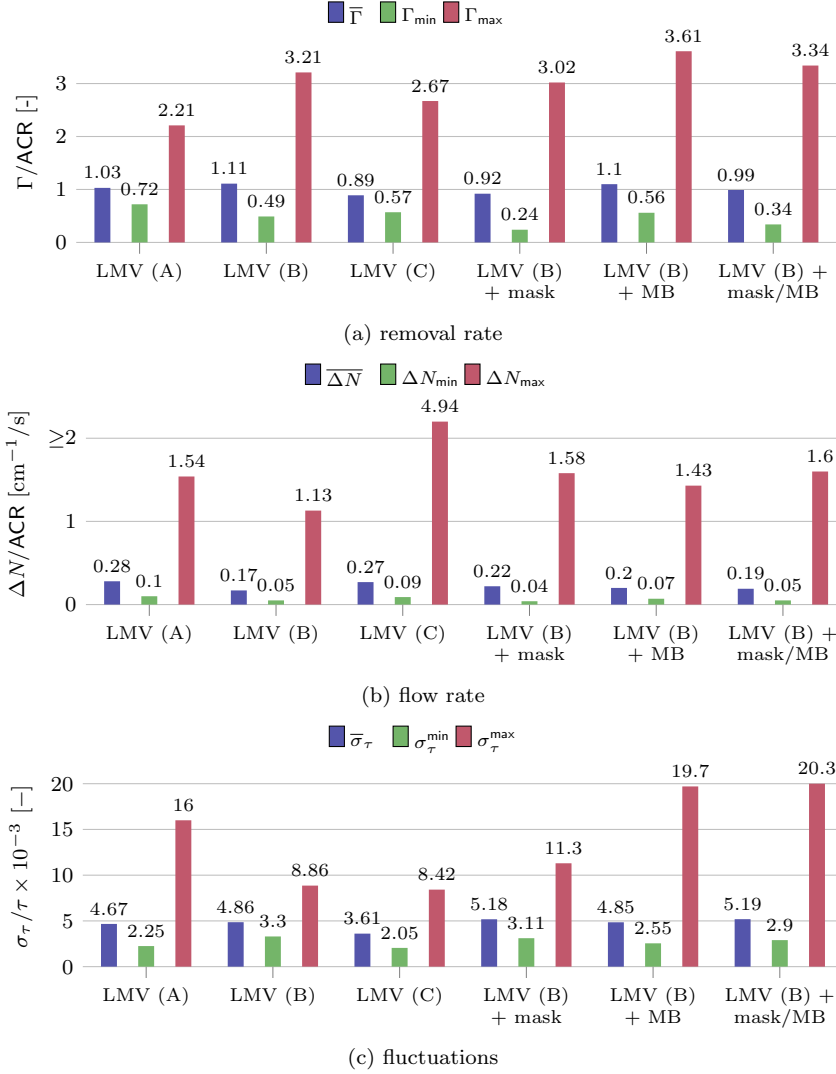 Γ̅ Γmin Γmax
Γ/ACR [-]
3
2
1
0
1.03 0.72 2.21 1.11 0.49 3.21 0.89 0.57 2.67 0.92 0.24 3.02 1.1 0.56 3.61 0.99 0.34 3.34
LMV (A) LMV (B) LMV (C) LMV (B) LMV (B) LMV (B) +
+ mask + MB mask/MB
(a) removal rate
Δ̅N̅ ΔNmin ΔNmax
ΔN/ACR [cm⁻¹/s]
≥2
1
0
0.28 0.1 1.54 0.17 0.05 1.13 0.27 0.09 4.94 0.22 0.04 1.58 0.2 0.07 1.43 0.19 0.05 1.6
LMV (A) LMV (B) LMV (C) LMV (B) LMV (B) LMV (B) +
+ mask + MB mask/MB
(b) flow rate
σ̅τ στmin στmax
στ/τ × 10⁻³ [−]
20
15
10
5
0
4.67 2.25 16 4.86 3.3 8.86 3.61 2.05 8.42 5.18 3.11 11.3 4.85 2.55 19.7 5.19 2.9 20.3
LMV (A) LMV (B) LMV (C) LMV (B) LMV (B) LMV (B) +
+ mask + MB mask/MB
(c) fluctuations